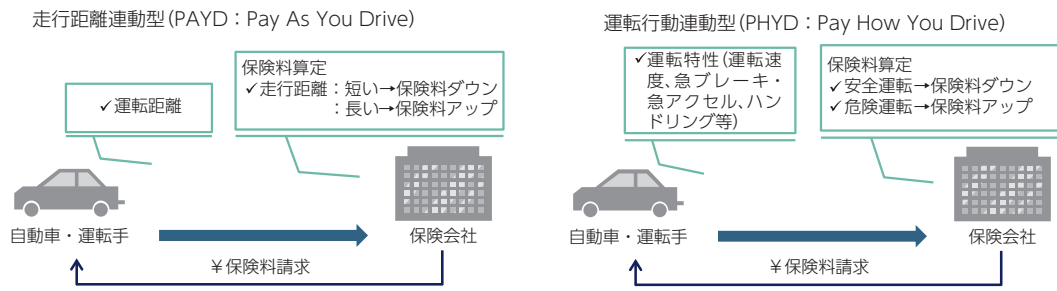 走行距離連動型(PAYD：Pay As You Drive)
✓運転距離
保険料算定
✓走行距離：短い→保険料ダウン
：長い→保険料アップ
自動車・運転手
保険会社
￥保険料請求
運転行動連動型(PHYD：Pay How You Drive)
✓運転特性(運転速
度、急ブレーキ・
急アクセル、ハン
ドリング等)
保険料算定
✓安全運転→保険料ダウン
✓危険運転→保険料アップ
自動車・運転手
保険会社
￥保険料請求